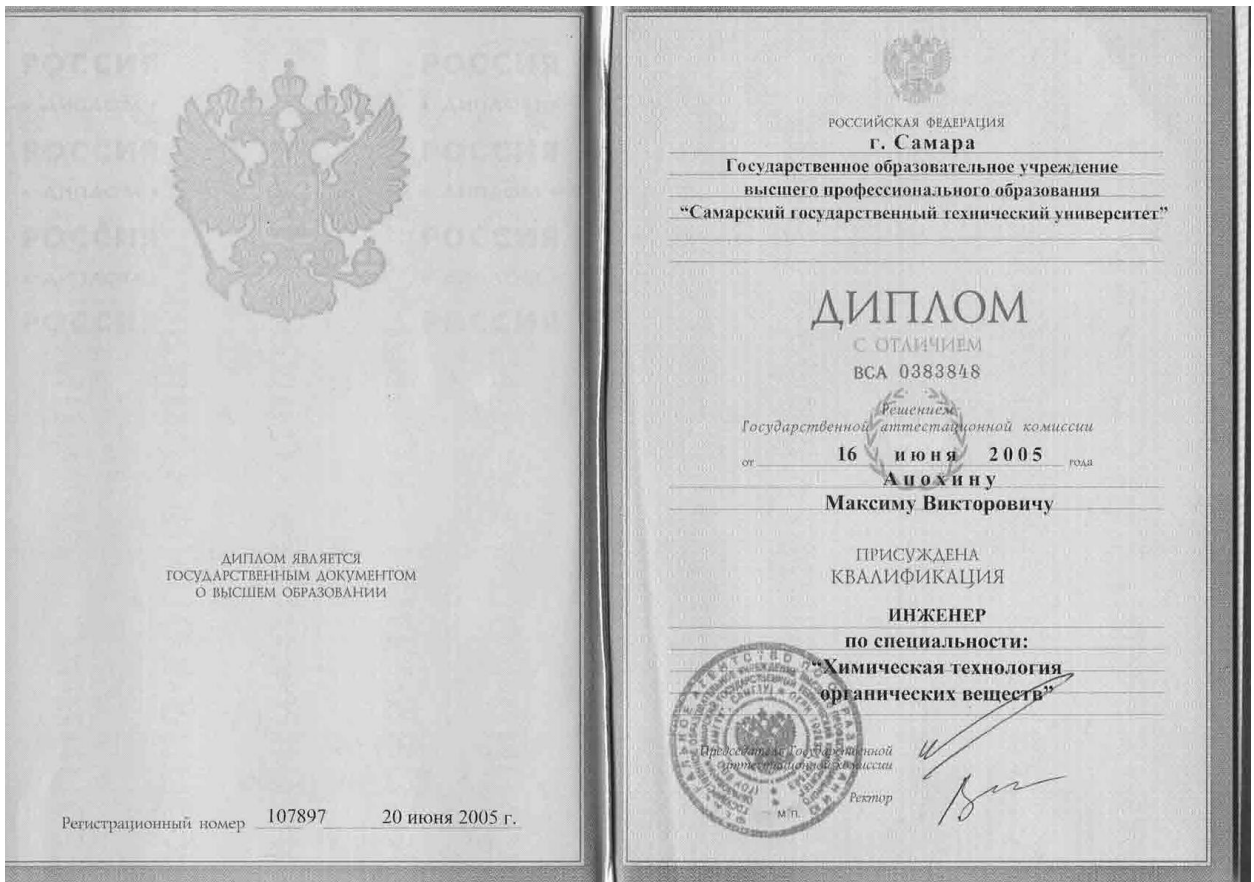 ДИПЛОМ ЯВЛЯЕТСЯ
ГОСУДАРСТВЕННЫМ ДОКУМЕНТОМ
О ВЫСШЕМ ОБРАЗОВАНИИ
Регистрационный номер 107897 20 июня 2005 г.
РОССИЙСКАЯ ФЕДЕРАЦИЯ
г. Самара
Государственное образовательное учреждение
высшего профессионального образования
“Самарский государственный технический университет”
ДИПЛОМ
С ОТЛИЧИЕМ
ВСА 0383848
Решением
Государственной аттестационной комиссии
от 16 июня 2005 года
Апохину
Максиму Викторовичу
ПРИСУЖДЕНА
КВАЛИФИКАЦИЯ
ИНЖЕНЕР
по специальности:
“Химическая технология
органических веществ”
Председатель Государственной
аттестационной комиссии
Ректор
М.П.